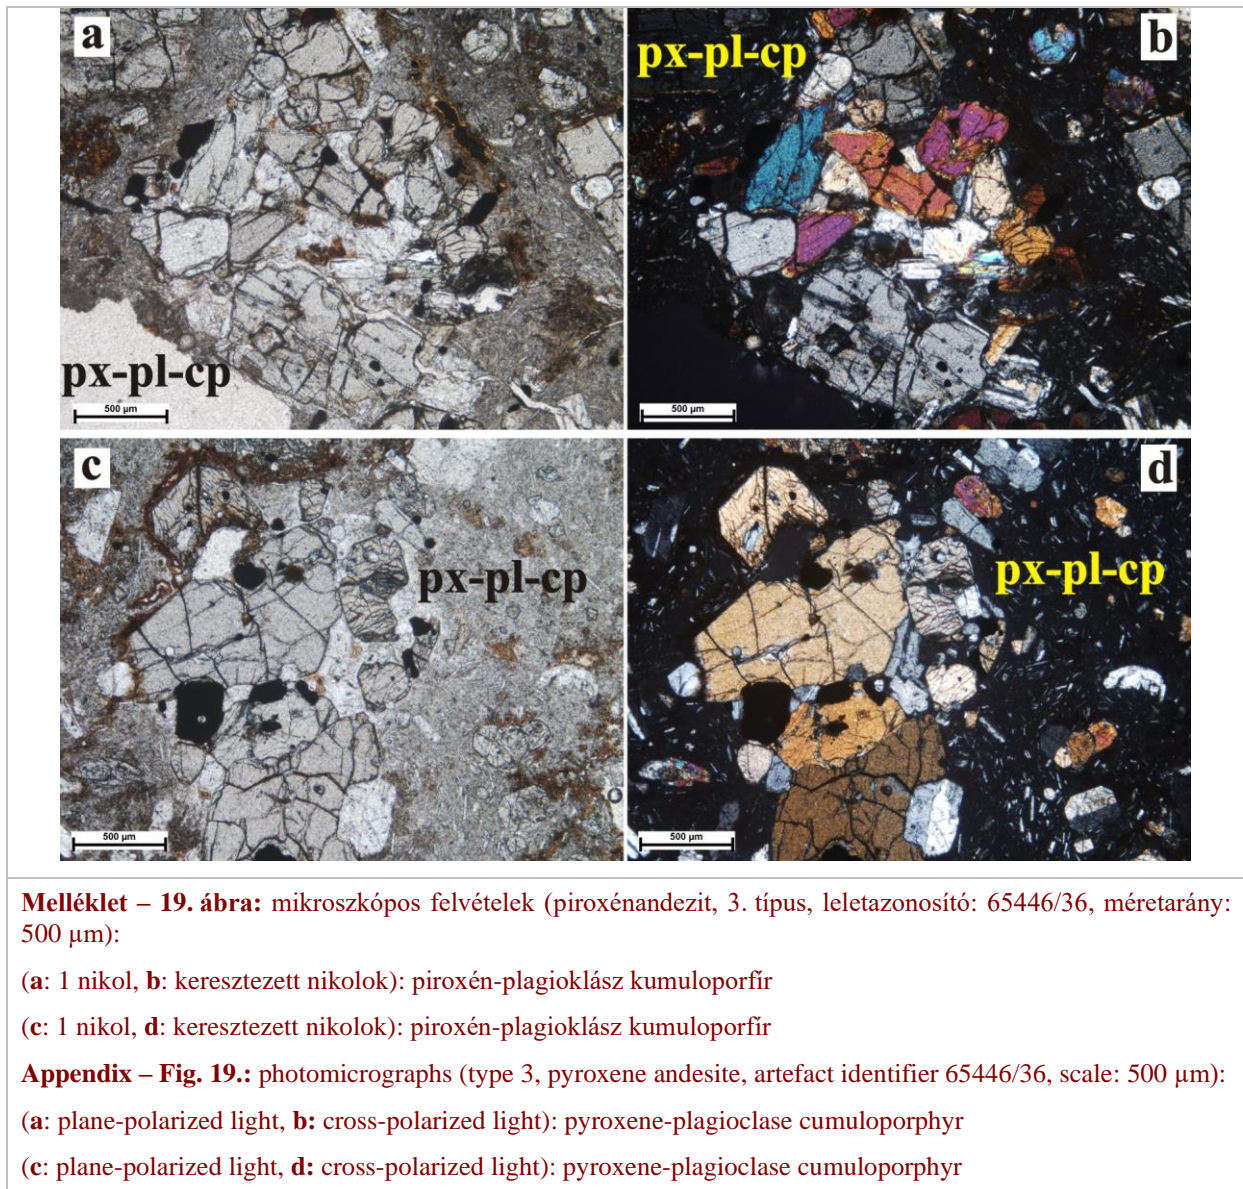 a
b
px-pl-cp
px-pl-cp
500 µm
500 µm
c
d
px-pl-cp
px-pl-cp
500 µm
500 µm
Melléklet – 19. ábra: mikroszkópos felvételek (piroxénandezit, 3. típus, leletazonosító: 65446/36, méretarány:
500 µm):
(a: 1 nikol, b: keresztezett nikolok): piroxén-plagioklász kumuloporfír
(c: 1 nikol, d: keresztezett nikolok): piroxén-plagioklász kumuloporfír
Appendix – Fig. 19.: photomicrographs (type 3, pyroxene andesite, artefact identifier 65446/36, scale: 500 µm):
(a: plane-polarized light, b: cross-polarized light): pyroxene-plagioclase cumuloporphyr
(c: plane-polarized light, d: cross-polarized light): pyroxene-plagioclase cumuloporphyr